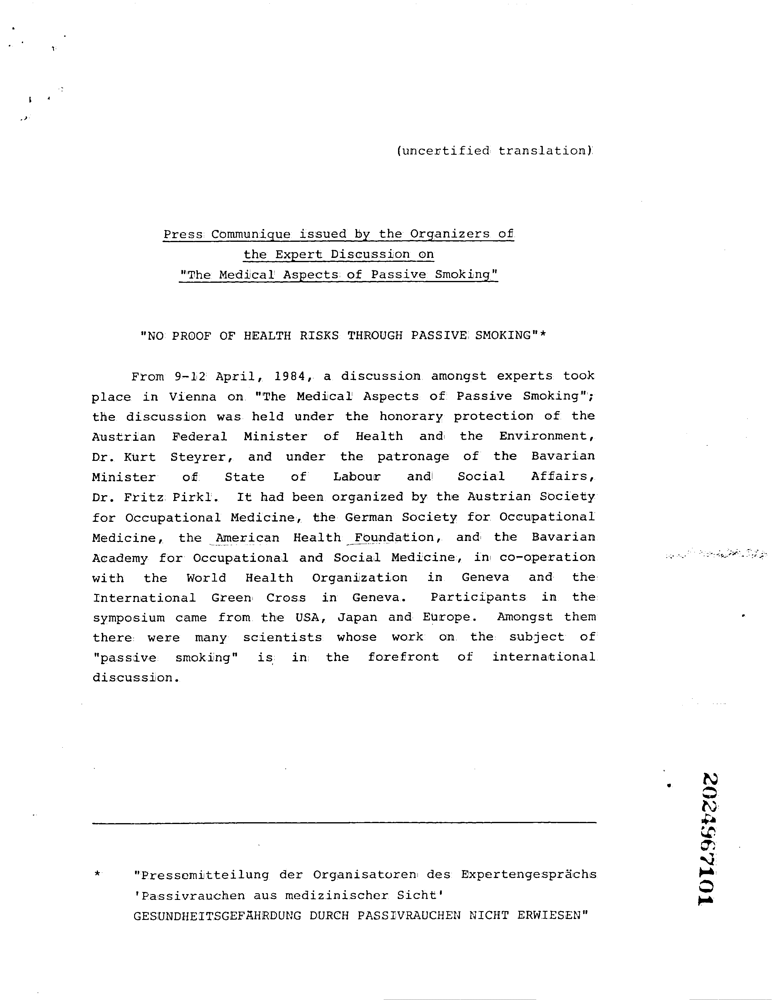 (uncertified translation)
Press Communique issued by the Organizers of
the Expert Discussion on
"The Medical Aspects of Passive Smoking"
"NO PROOF OF HEALTH RISKS THROUGH PASSIVE SMOKING"*
From 9-12 April, 1984, a discussion amongst experts took
place in Vienna on "The Medical Aspects of Passive Smoking";
the discussion was held under the honorary protection of the
Austrian Federal Minister of Health and the Environment,
Dr. Kurt Steyrer, and under the patronage of the Bavarian
Minister of State of Labour and Social Affairs,
Dr. Fritz Pirkl. It had been organized by the Austrian Society
for Occupational Medicine, the German Society for Occupational
Medicine, the American Health Foundation, and the Bavarian
Academy for Occupational and Social Medicine, in co-operation
with the World Health Organization in Geneva and the
International Green Cross in Geneva. Participants in the
symposium came from the USA, Japan and Europe. Amongst them
there were many scientists whose work on the subject of
"passive smoking" is in the forefront of international
discussion.
* "Pressemitteilung der Organisatoren des Expertengesprächs
'Passivrauchen aus medizinischer Sicht'
GESUNDHEITSGEFÄHRDUNG DURCH PASSIVRAUCHEN NICHT ERWIESEN"
2024967101